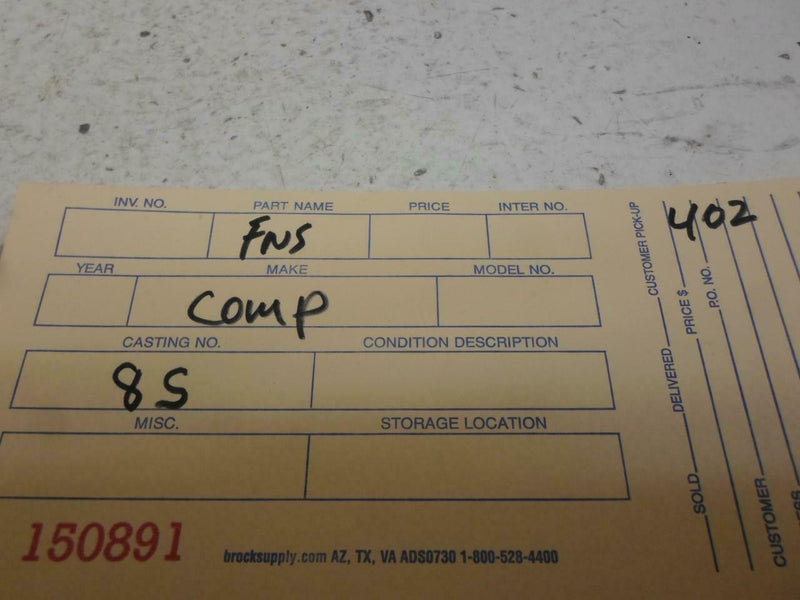 INV. NO. PART NAME PRICE INTER NO.
FNS
YEAR MAKE MODEL NO.
COMP
CASTING NO. CONDITION DESCRIPTION
8S
MISC. STORAGE LOCATION
150891 brocksupply.com AZ, TX, VA ADS0730 1-800-528-4400
CUSTOMER PICK-UP
402
SOLD DELIVERED
PRICE $
P.O. NO.
CUSTOMER